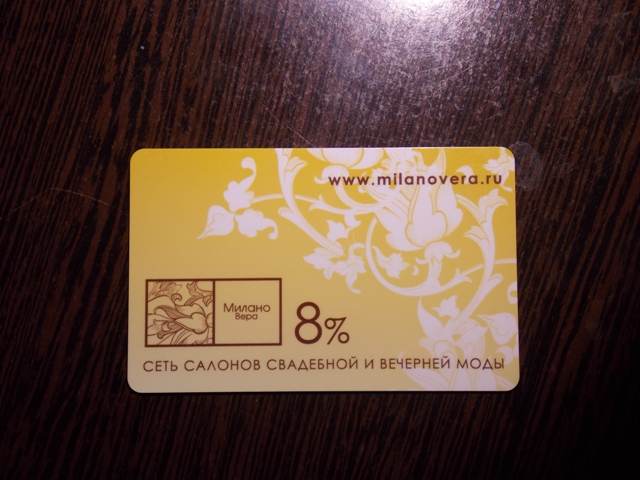 www.milanovera.ru
Милано
Вера
8%
СЕТЬ САЛОНОВ СВАДЕБНОЙ И ВЕЧЕРНЕЙ МОДЫ